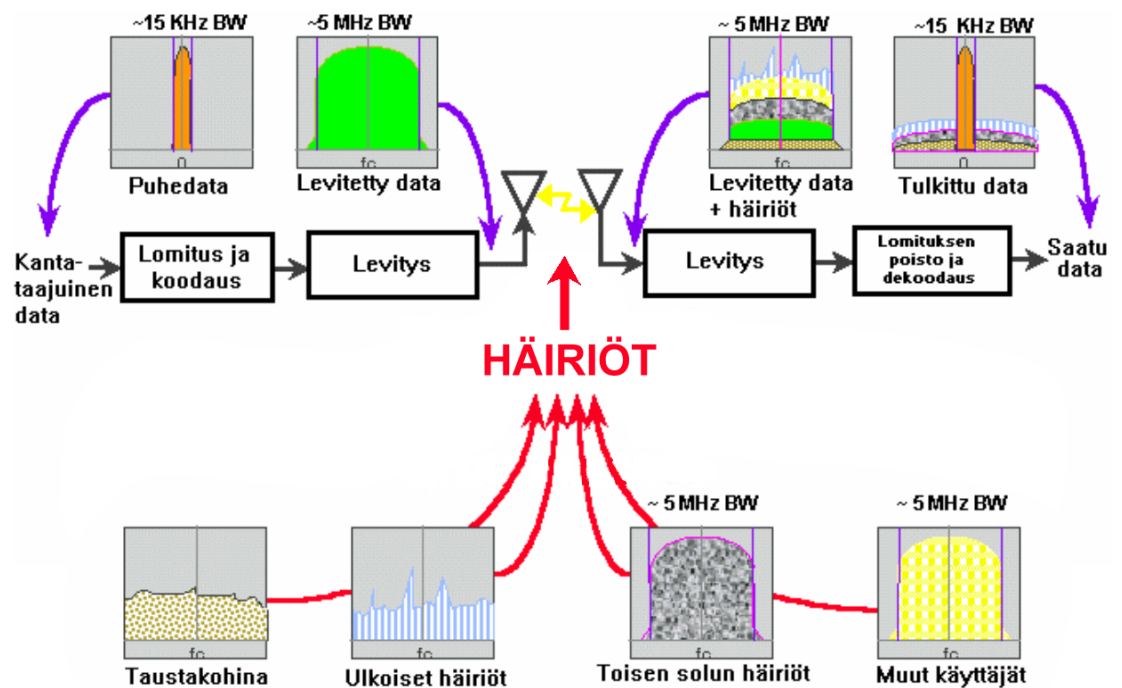 ~15 KHz BW
~5 MHz BW
~ 5 MHz BW
~15 KHz BW
0
fc
fc
0
Puhedata
Levitetty data
Levitetty data
+ häiriöt
Tulkittu data
Kanta-
taajuinen
data
Lomitus ja
koodaus
Levitys
Levitys
Lomituksen
poisto ja
dekoodaus
Saatu
data
HÄIRIÖT
~ 5 MHz BW
~ 5 MHz BW
fc
fc
fc
fc
Taustakohina
Ulkoiset häiriöt
Toisen solun häiriöt
Muut käyttäjät